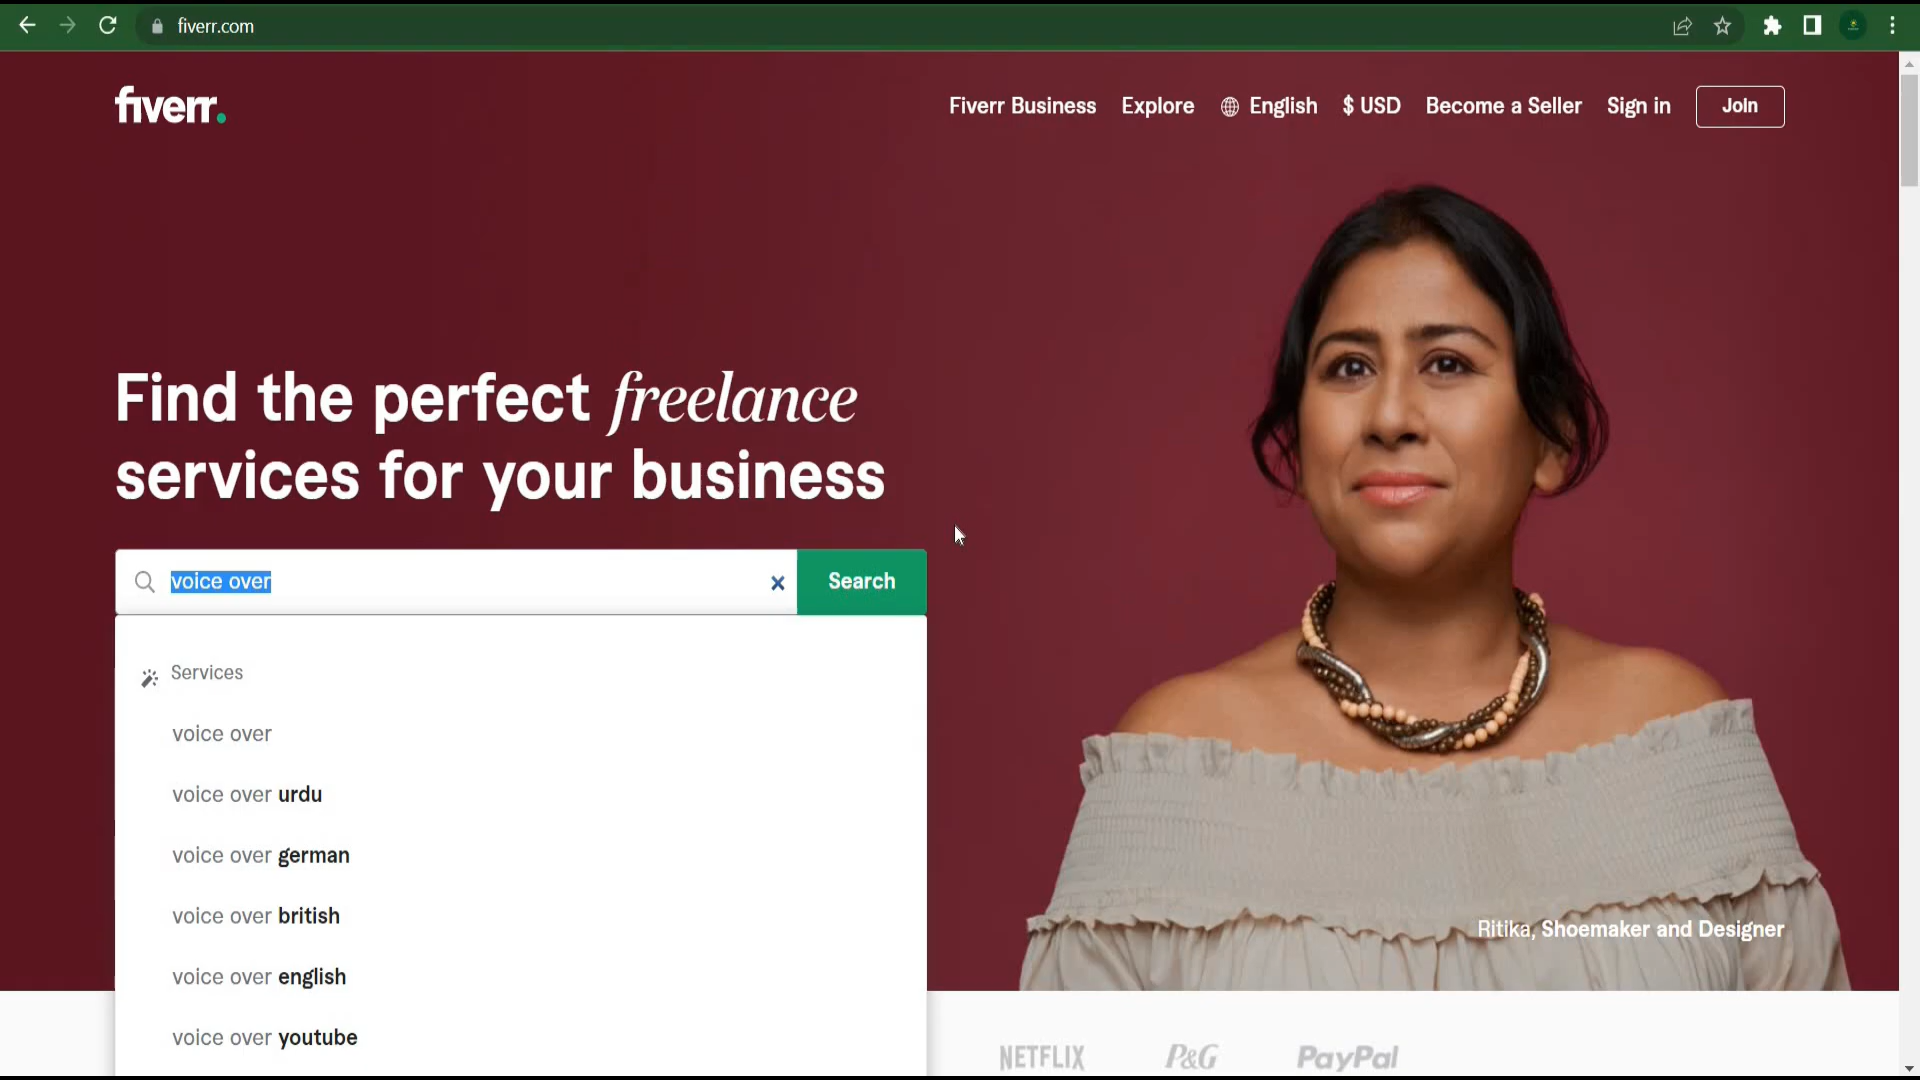 fiverr.com
fiverr.
Fiverr Business Explore English $ USD Become a Seller Sign in Join
Find the perfect freelance
services for your business
voice over Search
Services
voice over
voice over urdu
voice over german
voice over british
Ritika, Shoemaker and Designer
voice over english
voice over youtube
NETFLIX P&G PayPal